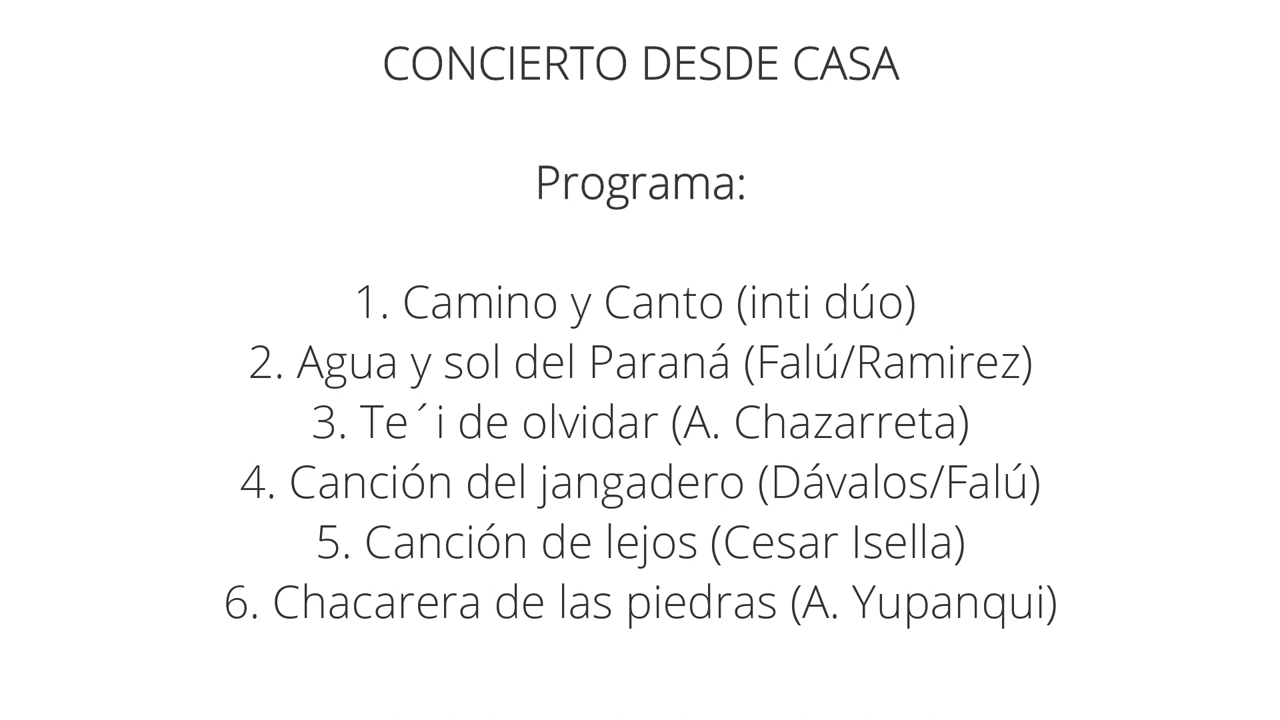 CONCIERTO DESDE CASA
Programa:
1. Camino y Canto (inti dúo)
2. Agua y sol del Paraná (Falú/Ramirez)
3. Te´i de olvidar (A. Chazarreta)
4. Canción del jangadero (Dávalos/Falú)
5. Canción de lejos (Cesar Isella)
6. Chacarera de las piedras (A. Yupanqui)